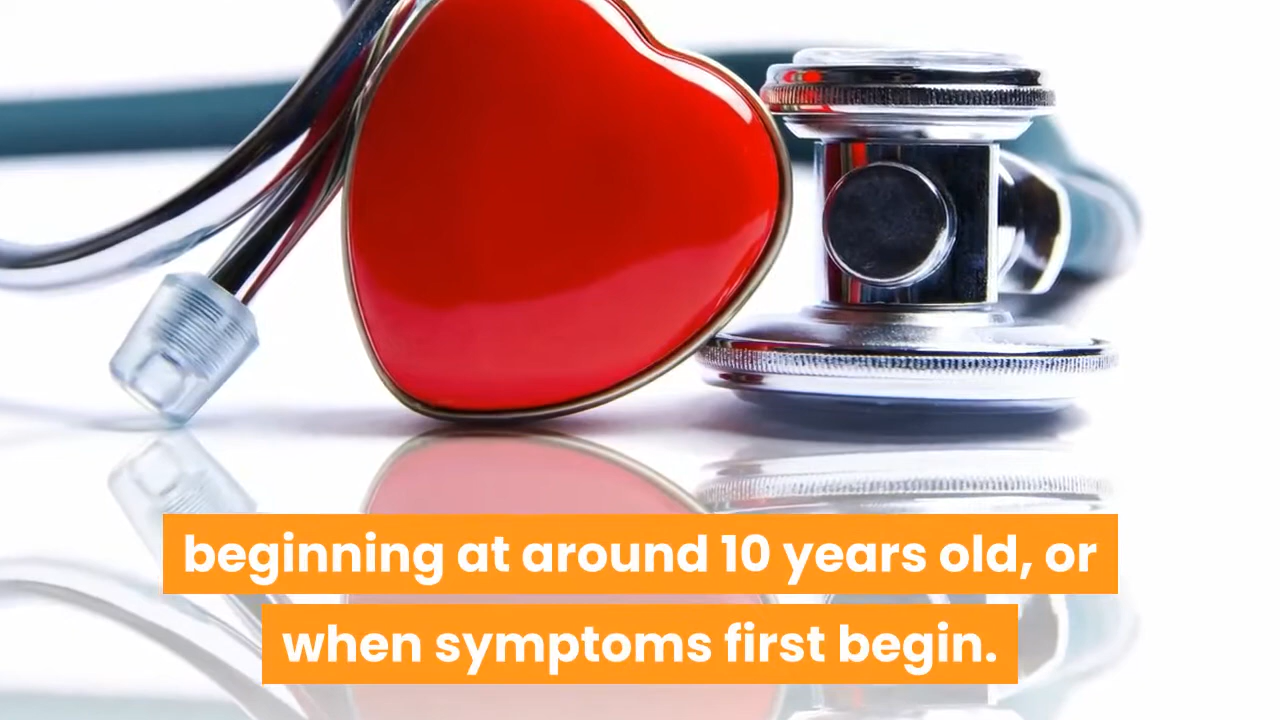 beginning at around 10 years old, or
when symptoms first begin.